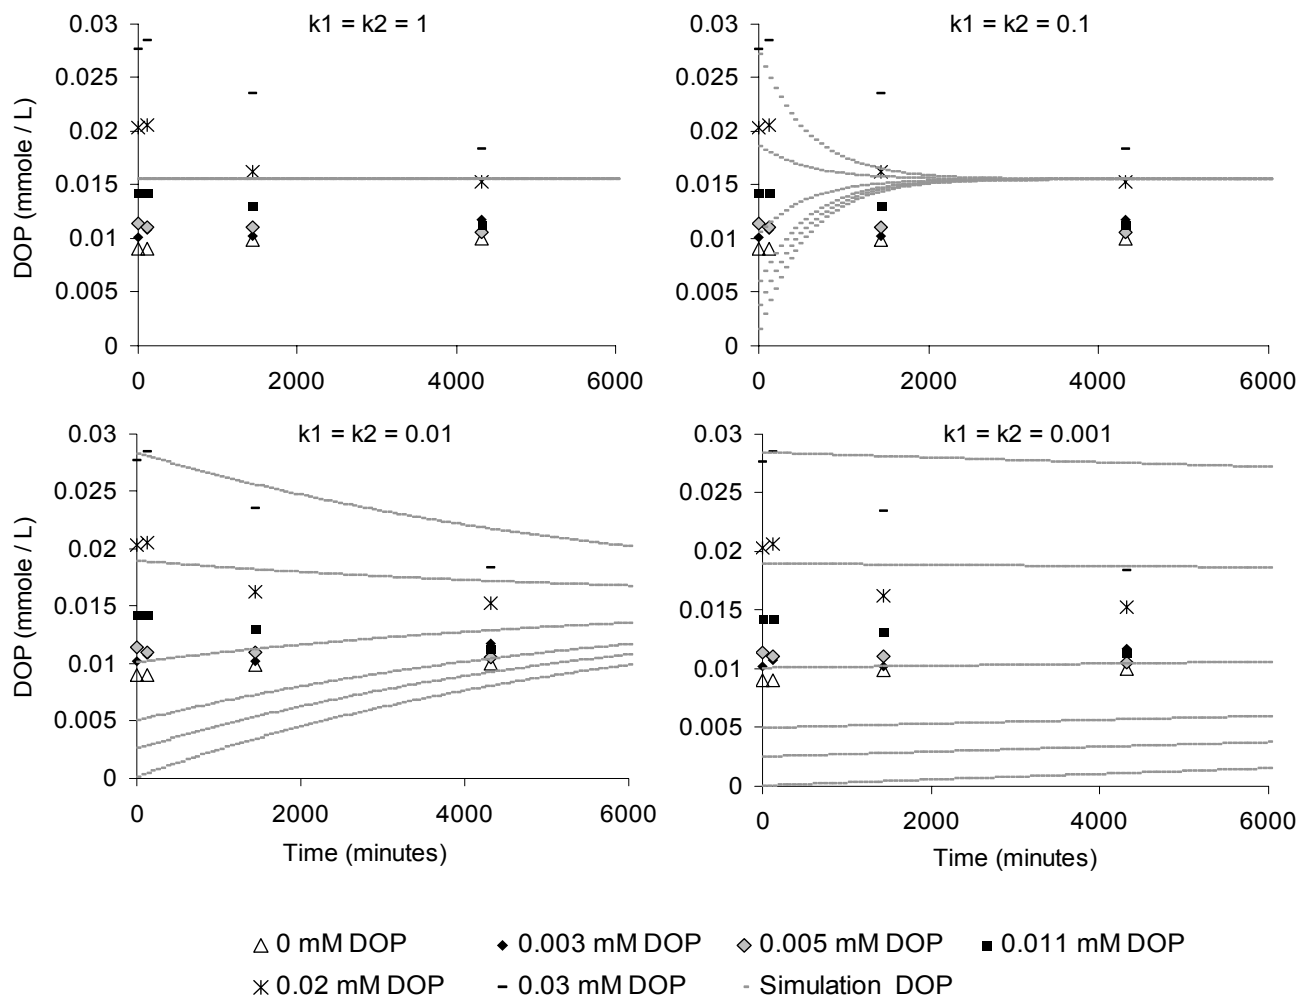 k1 = k2 = 1
DOP (mmole / L)
0.03
0.025
0.02
0.015
0.01
0.005
0
0 2000 4000 6000
k1 = k2 = 0.1
0.03
0.025
0.02
0.015
0.01
0.005
0
0 2000 4000 6000
k1 = k2 = 0.01
DOP (mmole / L)
0.03
0.025
0.02
0.015
0.01
0.005
0
0 2000 4000 6000
Time (minutes)
k1 = k2 = 0.001
0.03
0.025
0.02
0.015
0.01
0.005
0
0 2000 4000 6000
Time (minutes)
0 mM DOP 0.003 mM DOP 0.005 mM DOP 0.011 mM DOP
0.02 mM DOP 0.03 mM DOP Simulation DOP